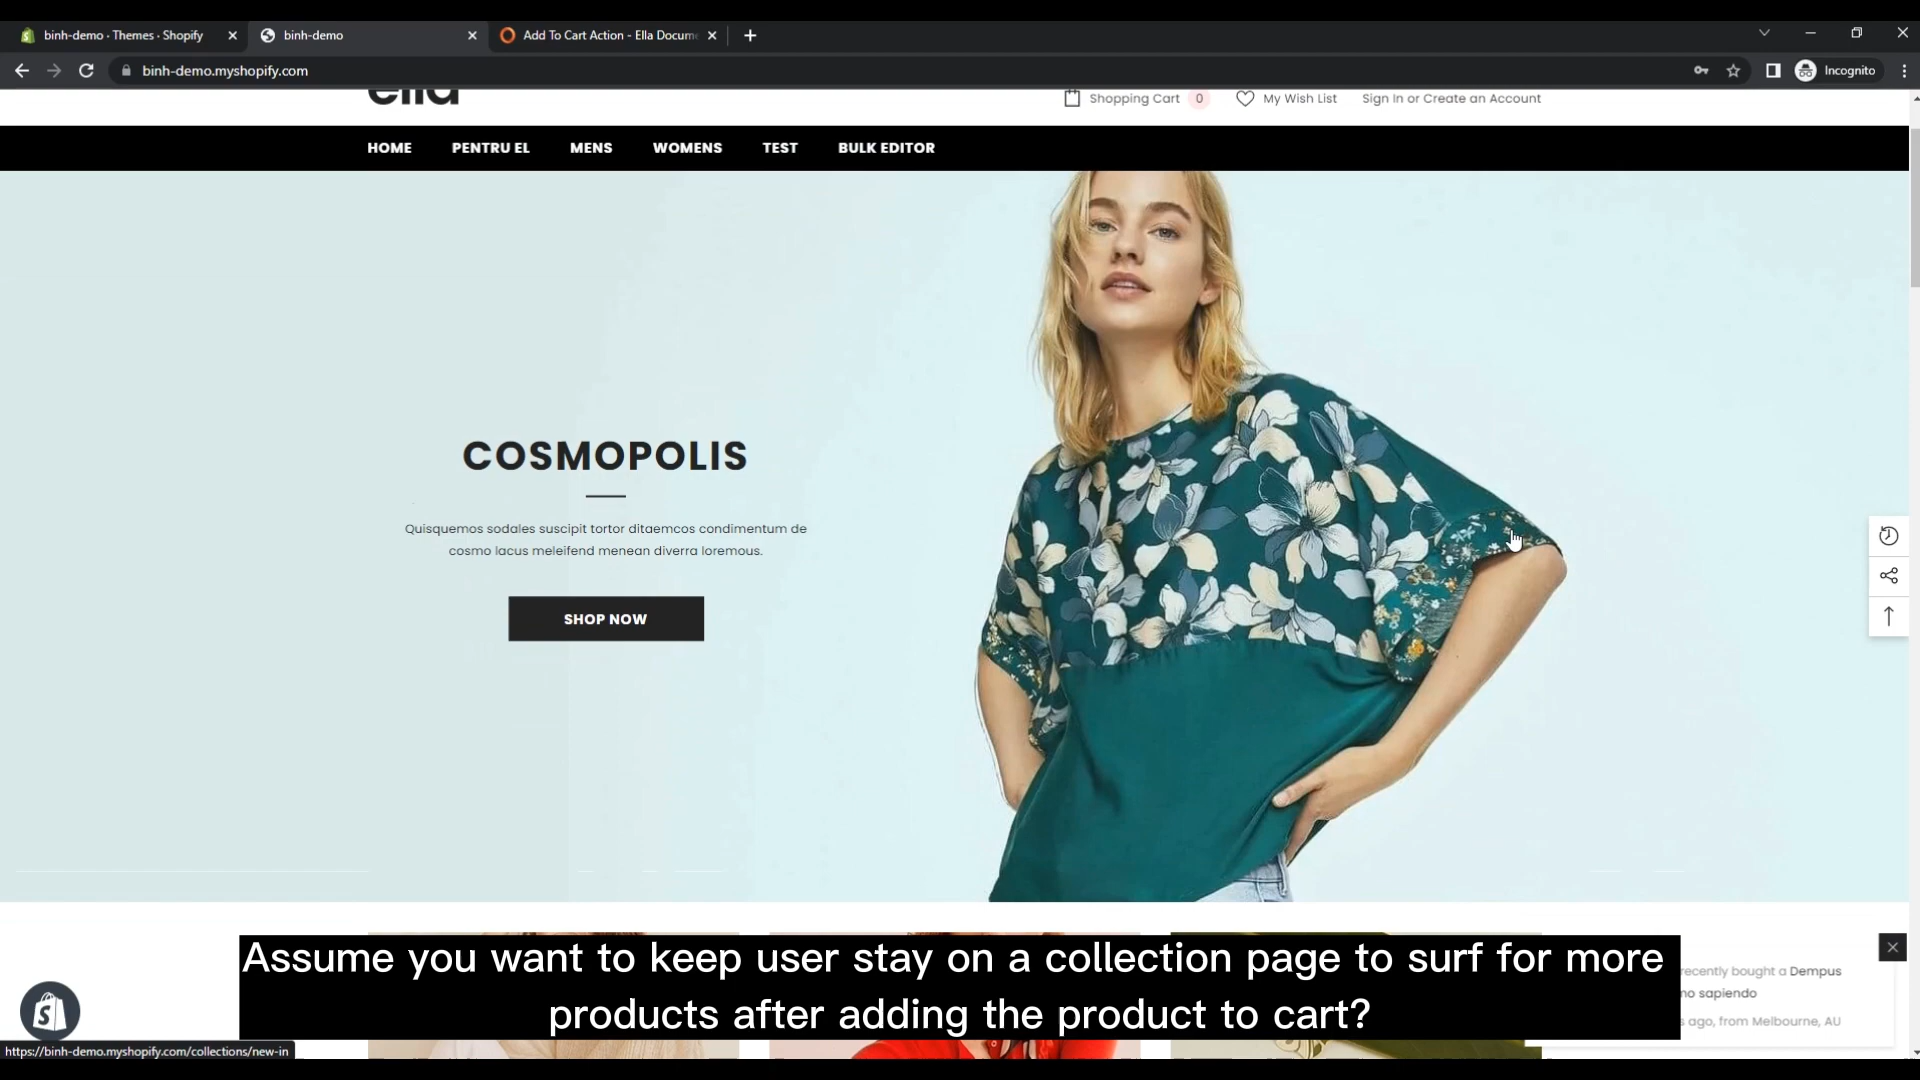 binh-demo · Themes · Shopify
binh-demo
Add To Cart Action - Ella Docum
binh-demo.myshopify.com
Incognito
ella
Shopping Cart 0
My Wish List
Sign In or Create an Account
HOME PENTRU EL MENS WOMENS TEST BULK EDITOR
COSMOPOLIS
Quisquemos sodales suscipit tortor ditaemcos condimentum de
cosmo lacus meleifend menean diverra loremous.
SHOP NOW
Assume you want to keep user stay on a collection page to surf for more
products after adding the product to cart?
recently bought a Dempus
mo sapiendo
s ago, from Melbourne, AU
https://binh-demo.myshopify.com/collections/new-in